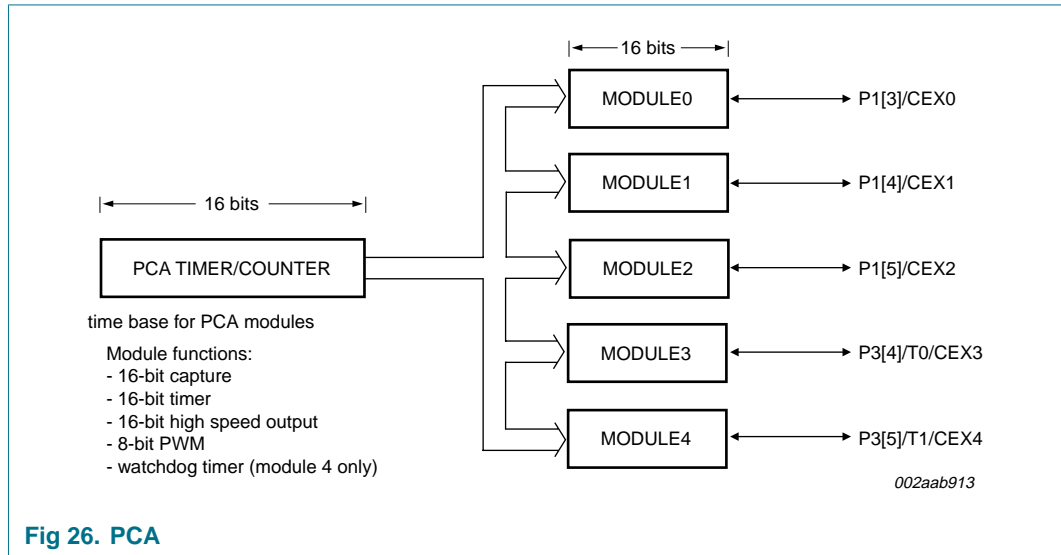 16 bits
MODULE0
P1[3]/CEX0
MODULE1
P1[4]/CEX1
16 bits
PCA TIMER/COUNTER
MODULE2
P1[5]/CEX2
time base for PCA modules
Module functions:
- 16-bit capture
- 16-bit timer
- 16-bit high speed output
- 8-bit PWM
- watchdog timer (module 4 only)
MODULE3
P3[4]/T0/CEX3
MODULE4
P3[5]/T1/CEX4
002aab913
Fig 26. PCA